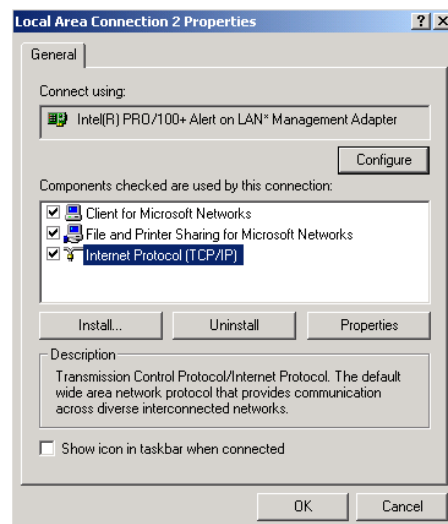 Local Area Connection 2 Properties
General
Connect using:
Intel(R) PRO/100+ Alert on LAN* Management Adapter
Configure
Components checked are used by this connection:
Client for Microsoft Networks
File and Printer Sharing for Microsoft Networks
Internet Protocol (TCP/IP)
Install... Uninstall Properties
Description
Transmission Control Protocol/Internet Protocol. The default
wide area network protocol that provides communication
across diverse interconnected networks.
Show icon in taskbar when connected
OK Cancel